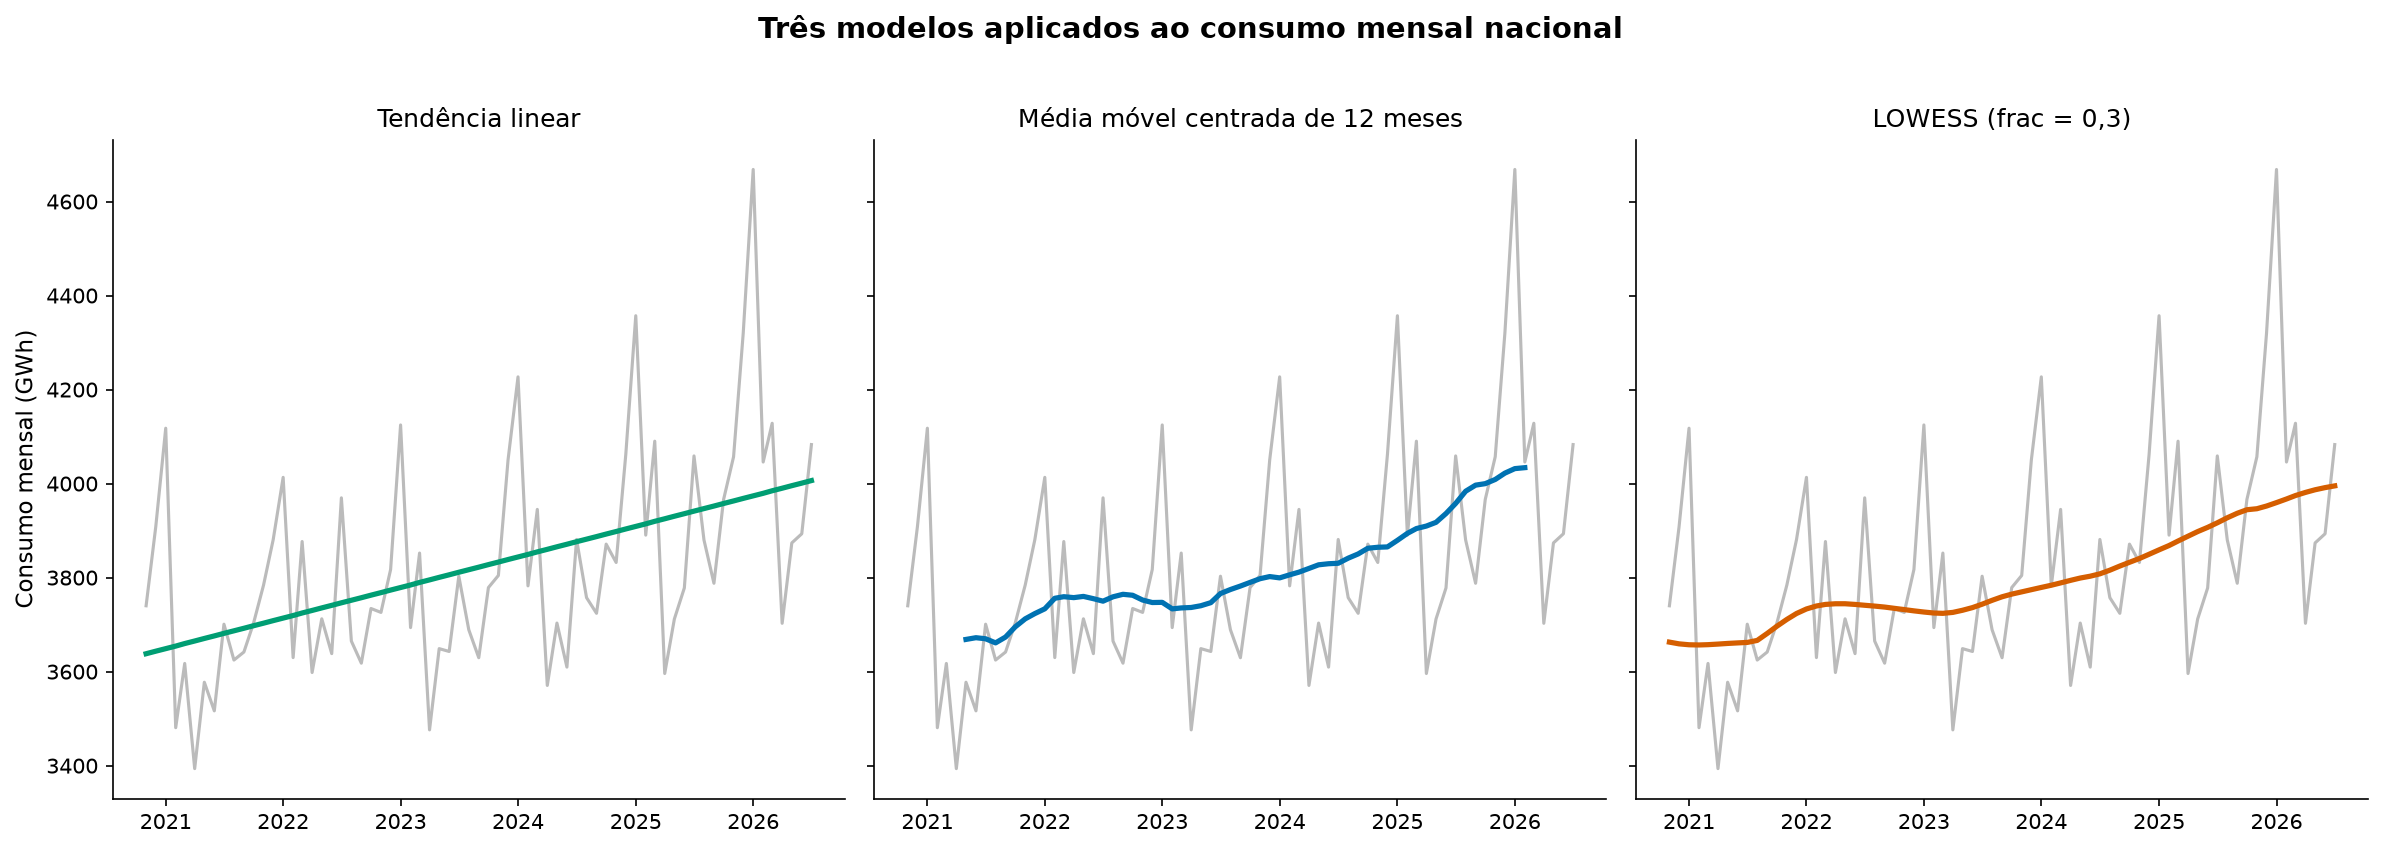 Três modelos aplicados ao consumo mensal nacional
Tendência linear
Média móvel centrada de 12 meses
LOWESS (frac = 0,3)
Consumo mensal (GWh)
4600
4400
4200
4000
3800
3600
3400
2021 2022 2023 2024 2025 2026
2021 2022 2023 2024 2025 2026
2021 2022 2023 2024 2025 2026